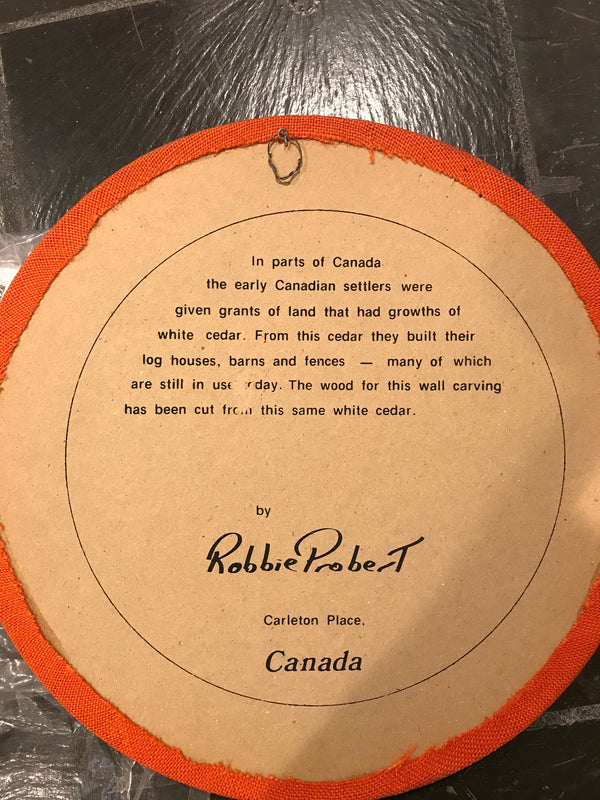 In parts of Canada
the early Canadian settlers were
given grants of land that had growths of
white cedar. From this cedar they built their
log houses, barns and fences — many of which
are still in use day. The wood for this wall carving
has been cut from this same white cedar.
by
Robbie Probert
Carleton Place,
Canada